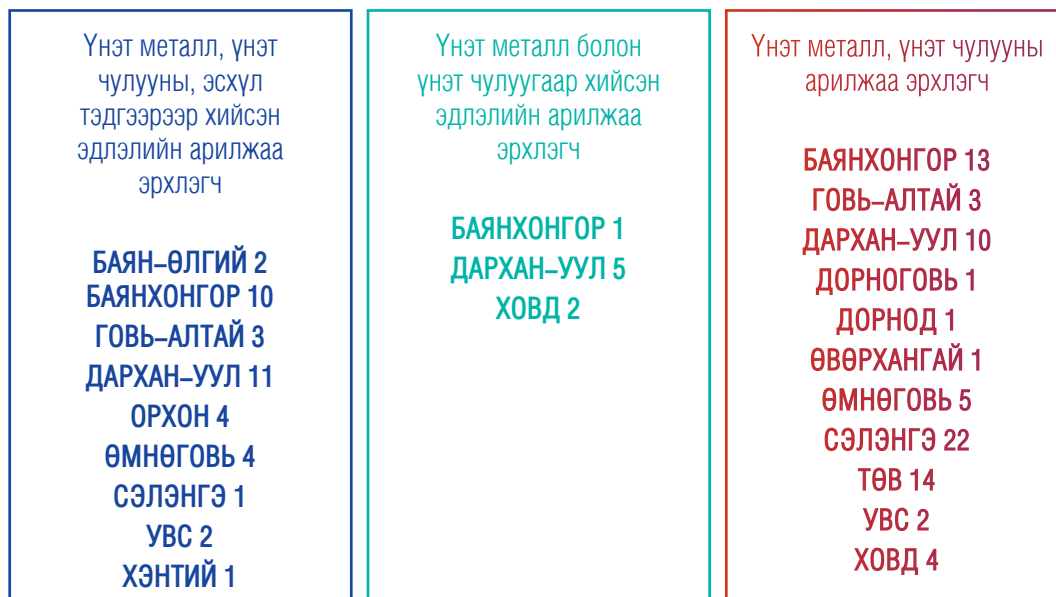 Үнэт металл, үнэт
чулууны, эсхүл
тэдгээрээр хийсэн
эдлэлийн арилжаа
эрхлэгч
БАЯН–ӨЛГИЙ 2
БАЯНХОНГОР 10
ГОВЬ–АЛТАЙ 3
ДАРХАН–УУЛ 11
ОРХОН 4
ӨМНӨГОВЬ 4
СЭЛЭНГЭ 1
УВС 2
ХЭНТИЙ 1
Үнэт металл болон
үнэт чулуугаар хийсэн
эдлэлийн арилжаа
эрхлэгч
БАЯНХОНГОР 1
ДАРХАН–УУЛ 5
ХОВД 2
Үнэт металл, үнэт чулууны
арилжаа эрхлэгч
БАЯНХОНГОР 13
ГОВЬ–АЛТАЙ 3
ДАРХАН–УУЛ 10
ДОРНОГОВЬ 1
ДОРНОД 1
ӨВӨРХАНГАЙ 1
ӨМНӨГОВЬ 5
СЭЛЭНГЭ 22
ТӨВ 14
УВС 2
ХОВД 4